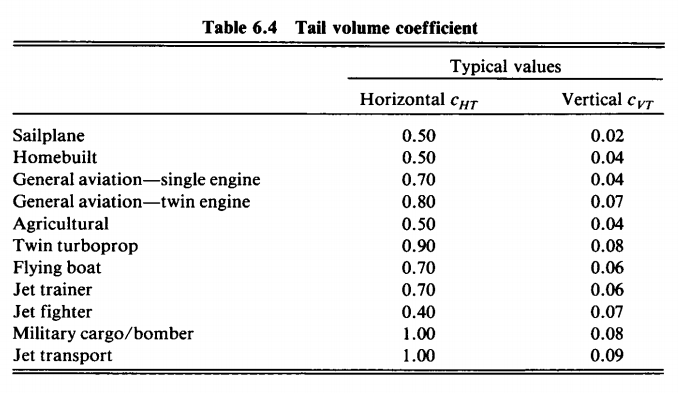 Table 6.4 Tail volume coefficient
Typical values
Horizontal cHT Vertical cVT
Sailplane 0.50 0.02
Homebuilt 0.50 0.04
General aviation—single engine 0.70 0.04
General aviation—twin engine 0.80 0.07
Agricultural 0.50 0.04
Twin turboprop 0.90 0.08
Flying boat 0.70 0.06
Jet trainer 0.70 0.06
Jet fighter 0.40 0.07
Military cargo/bomber 1.00 0.08
Jet transport 1.00 0.09